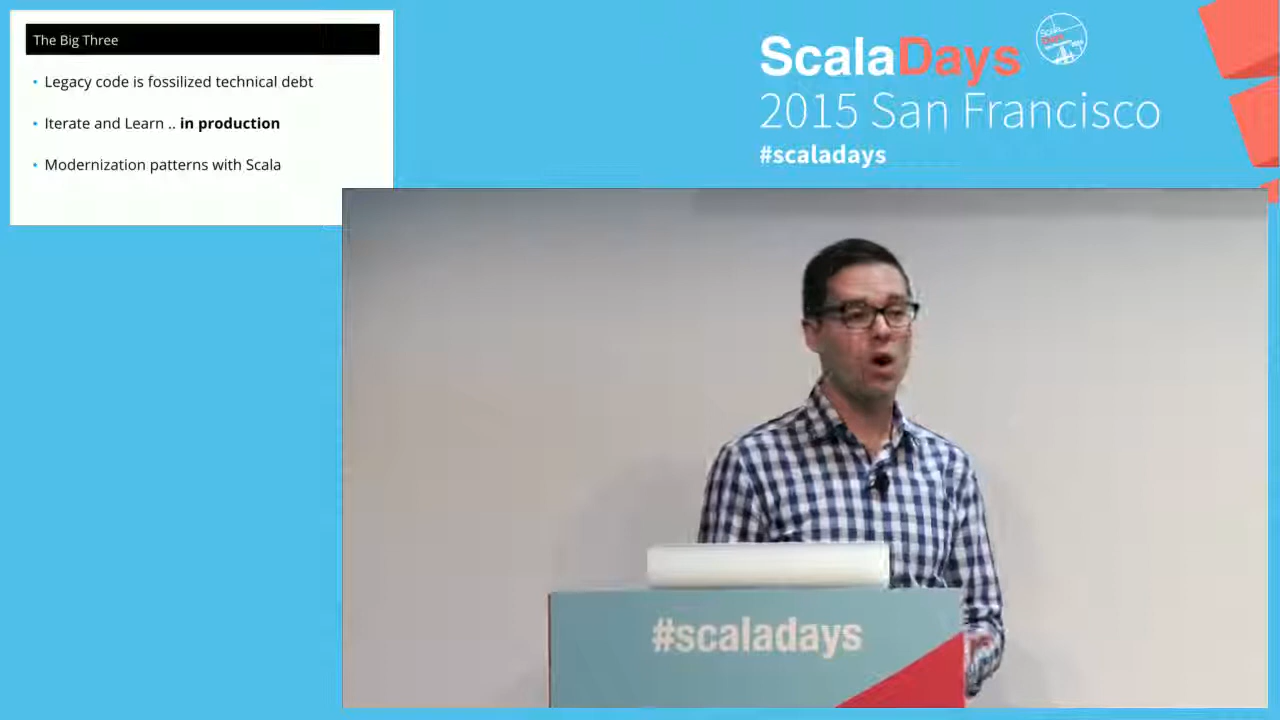 The Big Three
• Legacy code is fossilized technical debt
• Iterate and Learn .. in production
• Modernization patterns with Scala
ScalaDays
2015 San Francisco
#scaladays
#scaladays